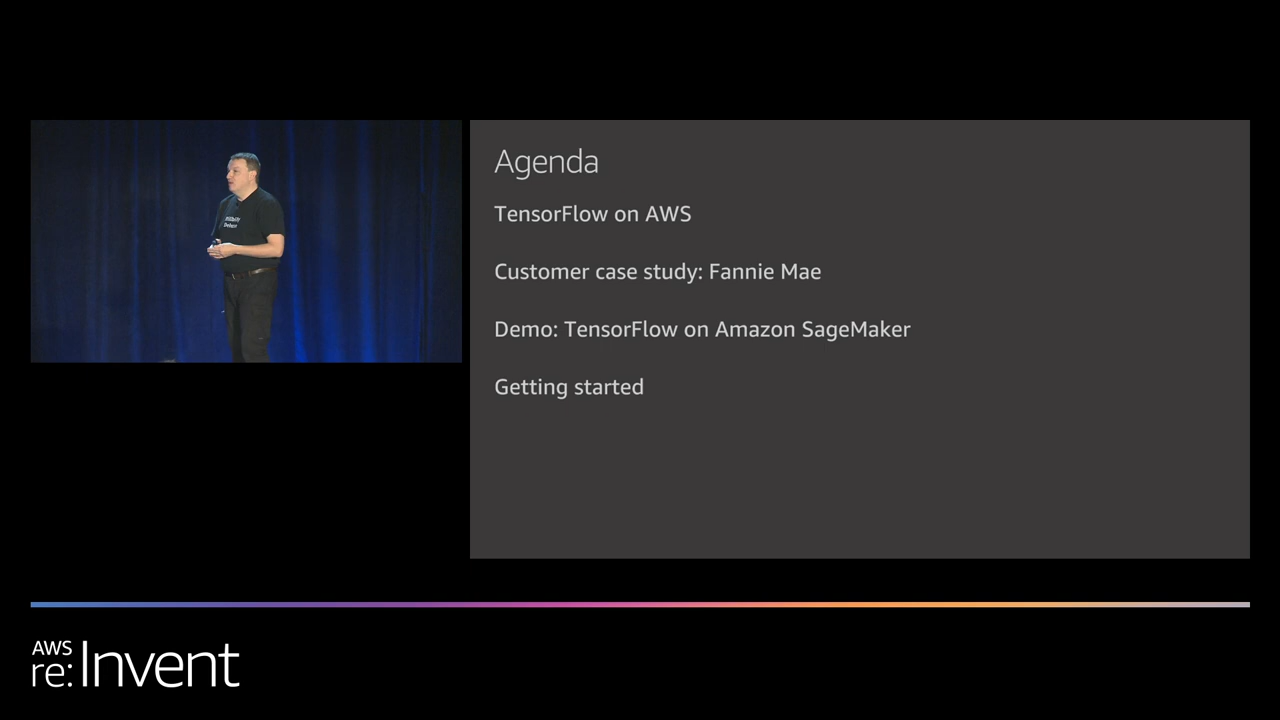 Agenda
TensorFlow on AWS
Customer case study: Fannie Mae
Demo: TensorFlow on Amazon SageMaker
Getting started
AWS
re:Invent